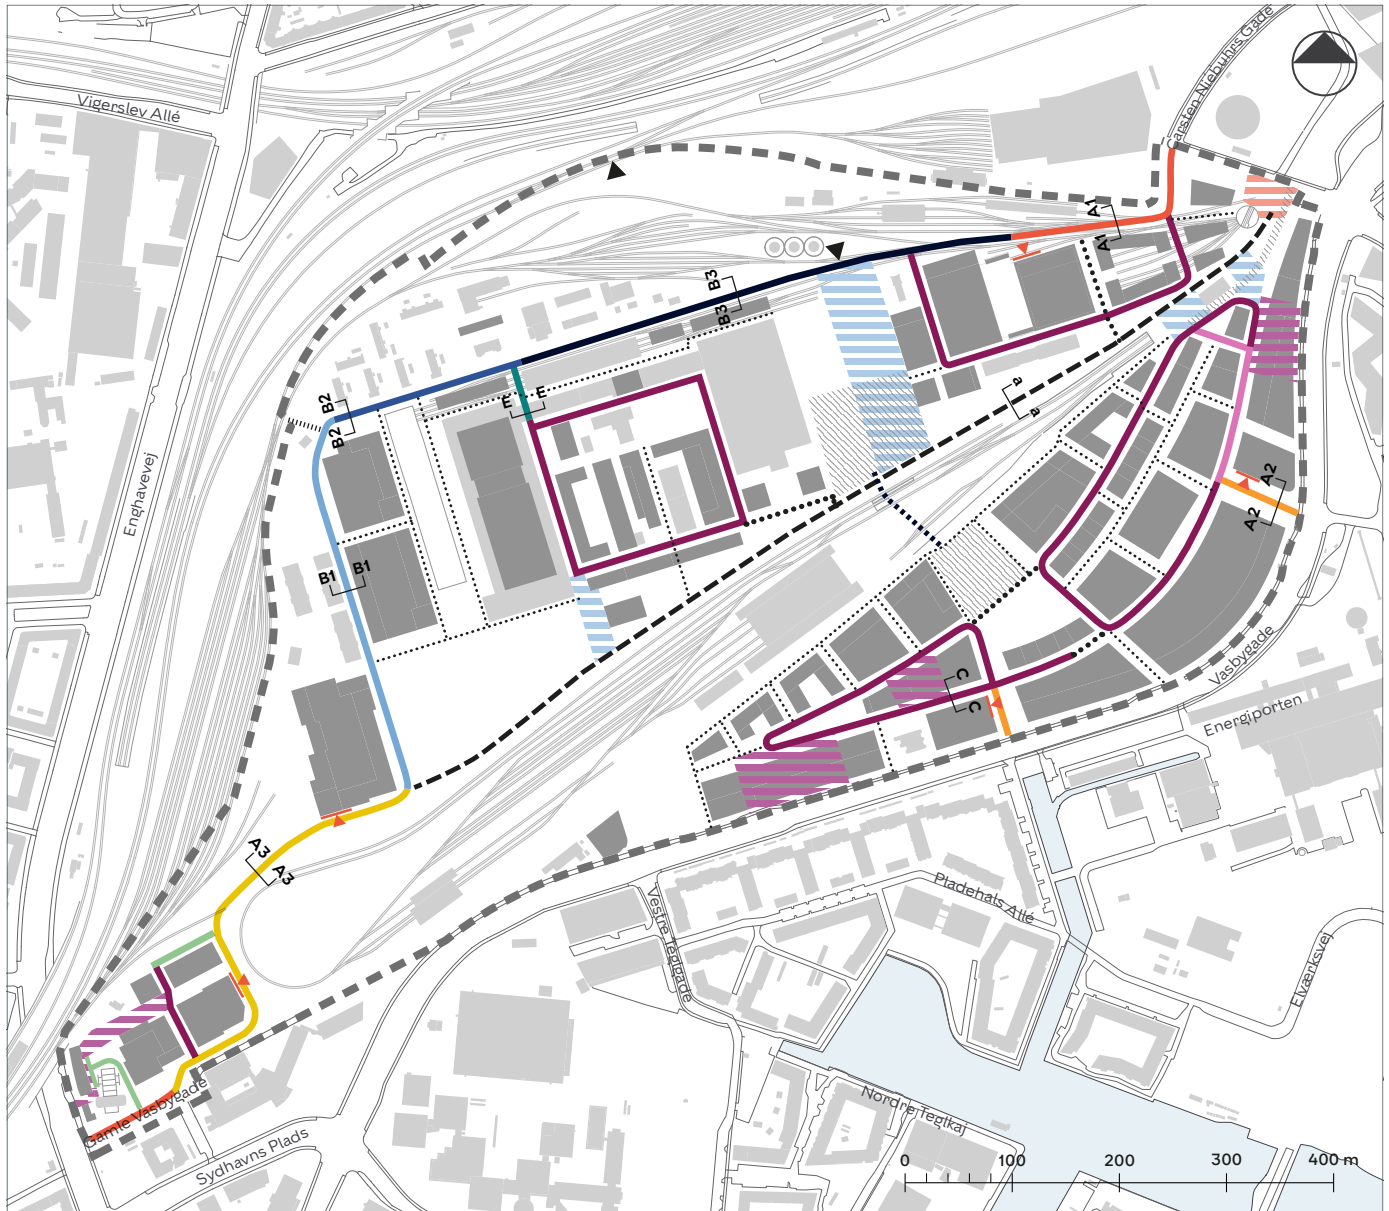 Carsten Niebuhrs Gade
Vigerslev Allé
A1
A1
B3
B3
a
a
E
E
B2
B2
Enghavevej
A2
A2
B1
B1
Vasbygade
C
C
Energiporten
A3
A3
Pladehals Allé
Vestre Teglgade
Elværksvej
Gamle Vasbygade
Nordre Teglkaj
Sydhavns Plads
0 100 200 300 400 m